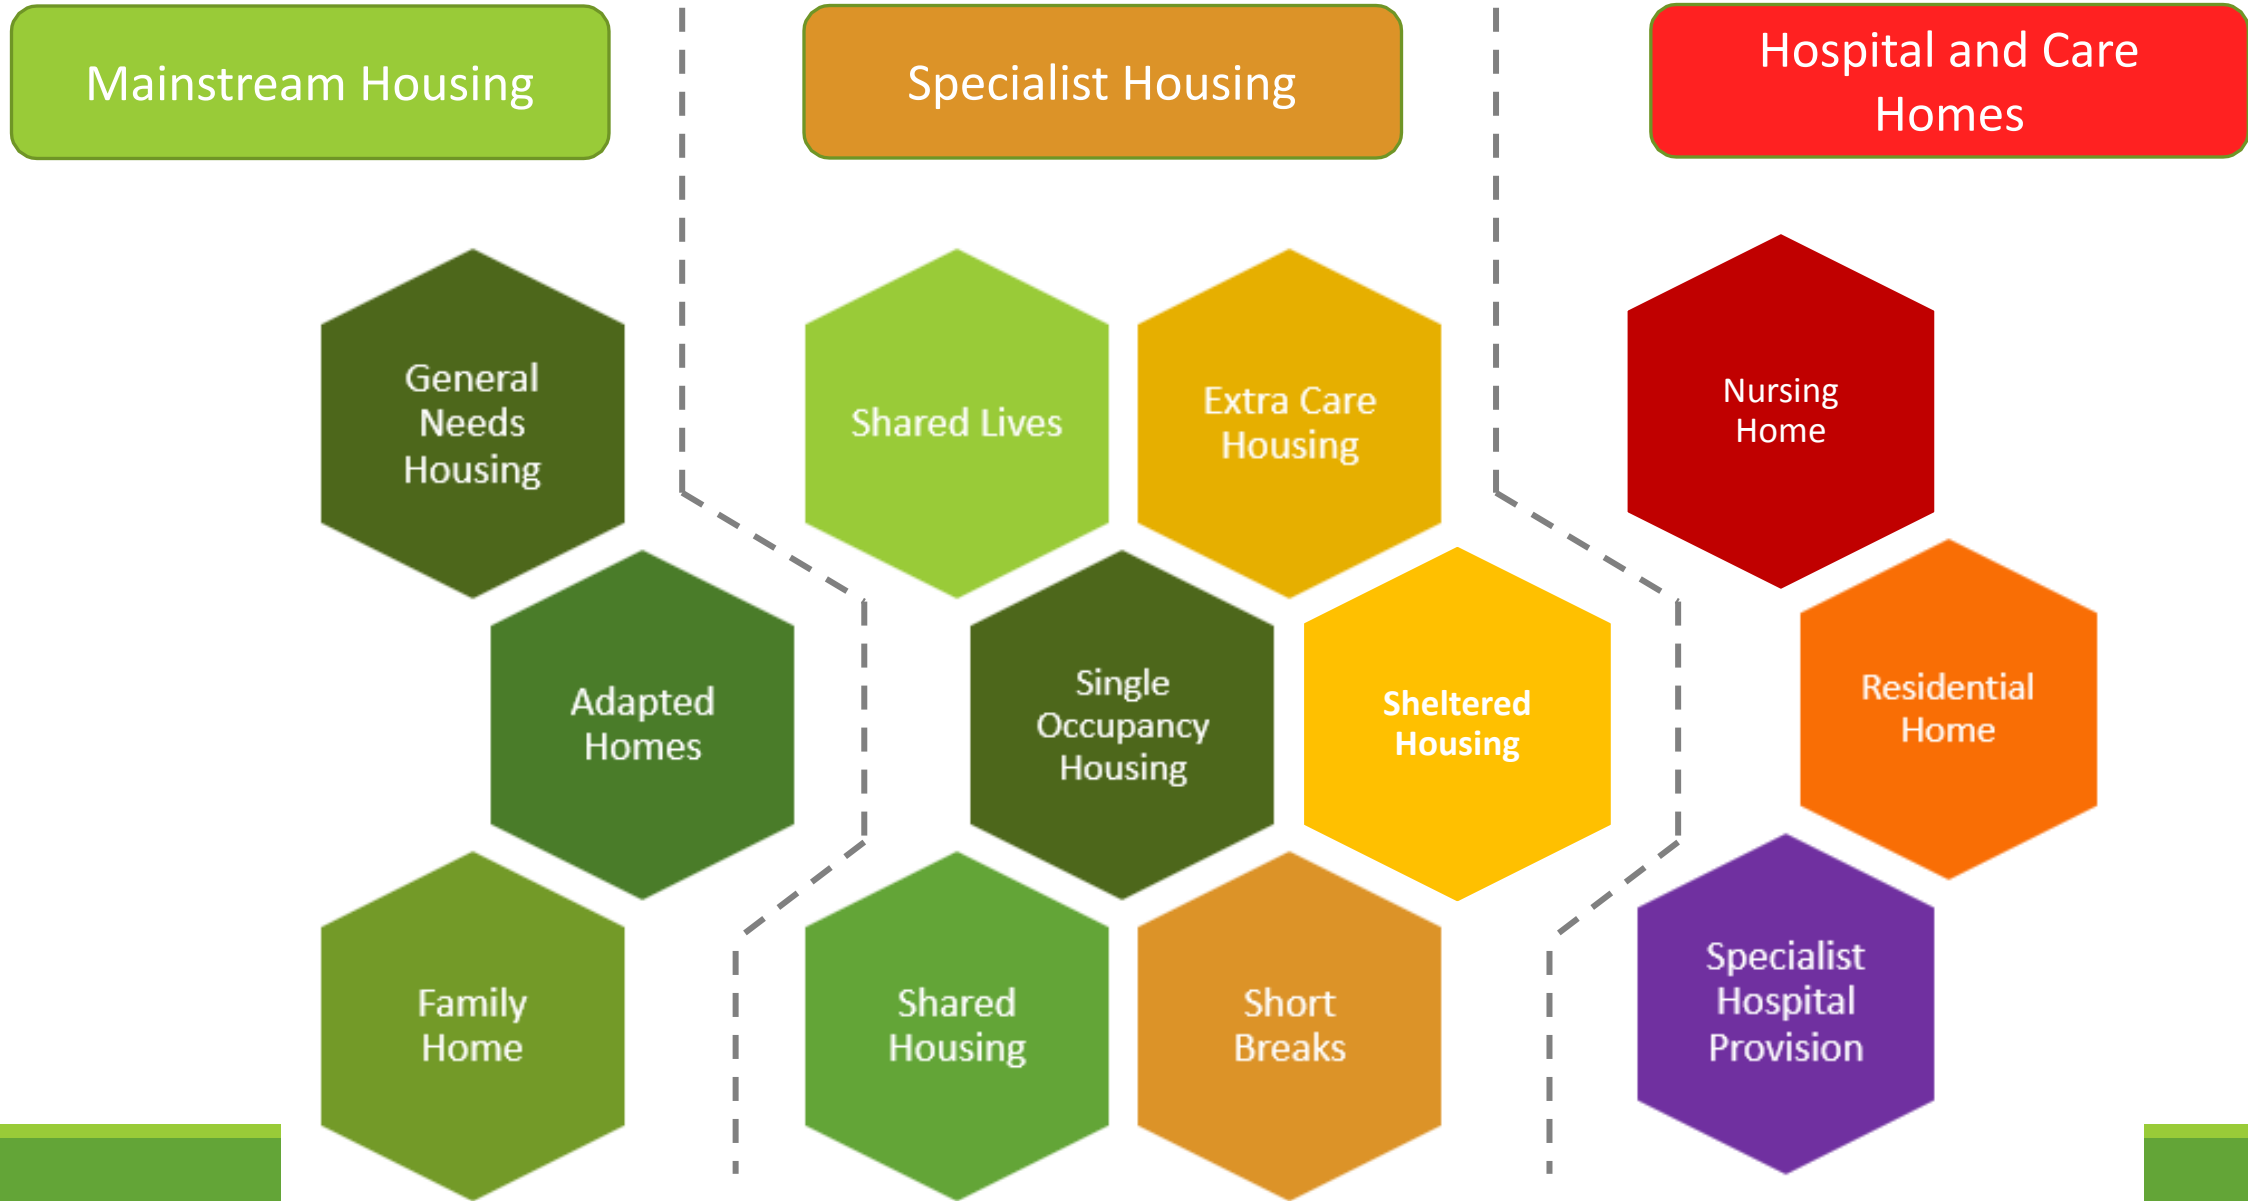 Mainstream Housing
Specialist Housing
Hospital and Care
Homes
General
Needs
Housing
Shared Lives
Extra Care
Housing
Nursing
Home
Adapted
Homes
Single
Occupancy
Housing
Sheltered
Housing
Residential
Home
Family
Home
Shared
Housing
Short
Breaks
Specialist
Hospital
Provision